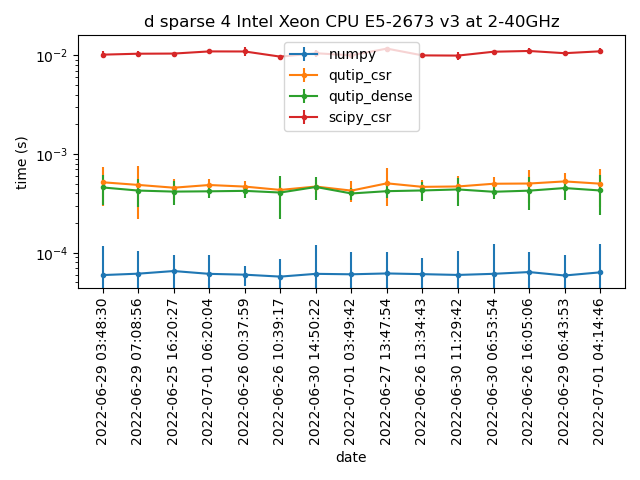 d sparse 4 Intel Xeon CPU E5-2673 v3 at 2-40GHz
numpy
qutip_csr
qutip_dense
scipy_csr
time (s)
10⁻²
10⁻³
10⁻⁴
2022-06-29 03:48:30
2022-06-29 07:08:56
2022-06-25 16:20:27
2022-07-01 06:20:04
2022-06-26 00:37:59
2022-06-26 10:39:17
2022-06-30 14:50:22
2022-07-01 03:49:42
2022-06-27 13:47:54
2022-06-26 13:34:43
2022-06-30 11:29:42
2022-06-30 06:53:54
2022-06-26 16:05:06
2022-06-29 06:43:53
2022-07-01 04:14:46
date